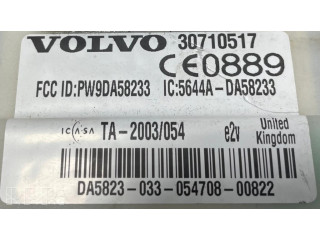 VOLVO 30710517
CE0889
FCC ID:PW9DA58233 IC:5644A-DA58233
ICASA TA-2003/054 e2v United Kingdom
DA5823-033-054708-00822